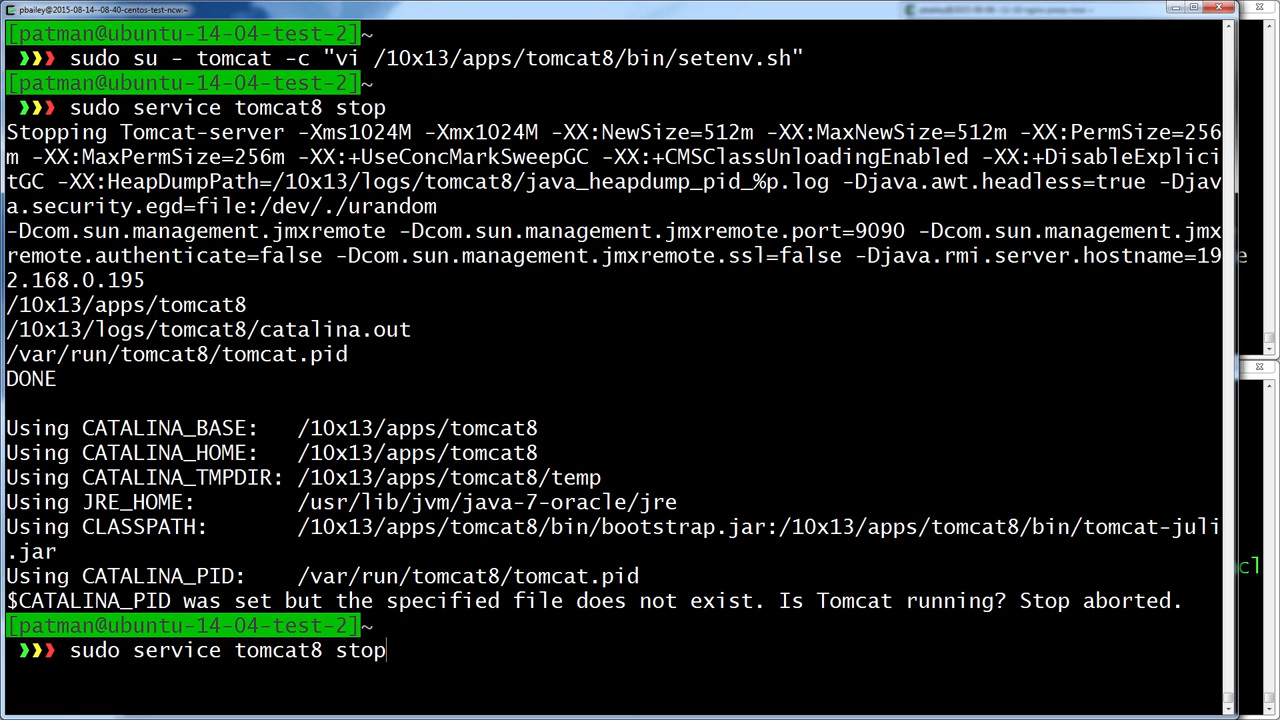 pbailey@2015-08-14--08-40-centos-test-ncw:~
[patman@ubuntu-14-04-test-2]~
❱❱❱ sudo su - tomcat -c "vi /10x13/apps/tomcat8/bin/setenv.sh"
[patman@ubuntu-14-04-test-2]~
❱❱❱ sudo service tomcat8 stop
Stopping Tomcat-server -Xms1024M -Xmx1024M -XX:NewSize=512m -XX:MaxNewSize=512m -XX:PermSize=256
m -XX:MaxPermSize=256m -XX:+UseConcMarkSweepGC -XX:+CMSClassUnloadingEnabled -XX:+DisableExplici
tGC -XX:HeapDumpPath=/10x13/logs/tomcat8/java_heapdump_pid_%p.log -Djava.awt.headless=true -Djav
a.security.egd=file:/dev/./urandom
-Dcom.sun.management.jmxremote -Dcom.sun.management.jmxremote.port=9090 -Dcom.sun.management.jmx
remote.authenticate=false -Dcom.sun.management.jmxremote.ssl=false -Djava.rmi.server.hostname=19
e
2.168.0.195
/10x13/apps/tomcat8
/10x13/logs/tomcat8/catalina.out
/var/run/tomcat8/tomcat.pid
DONE
Using CATALINA_BASE:   /10x13/apps/tomcat8
Using CATALINA_HOME:   /10x13/apps/tomcat8
Using CATALINA_TMPDIR: /10x13/apps/tomcat8/temp
Using JRE_HOME:        /usr/lib/jvm/java-7-oracle/jre
Using CLASSPATH:       /10x13/apps/tomcat8/bin/bootstrap.jar:/10x13/apps/tomcat8/bin/tomcat-juli
.jar
cl
Using CATALINA_PID:    /var/run/tomcat8/tomcat.pid
$CATALINA_PID was set but the specified file does not exist. Is Tomcat running? Stop aborted.
[patman@ubuntu-14-04-test-2]~
❱❱❱ sudo service tomcat8 stop